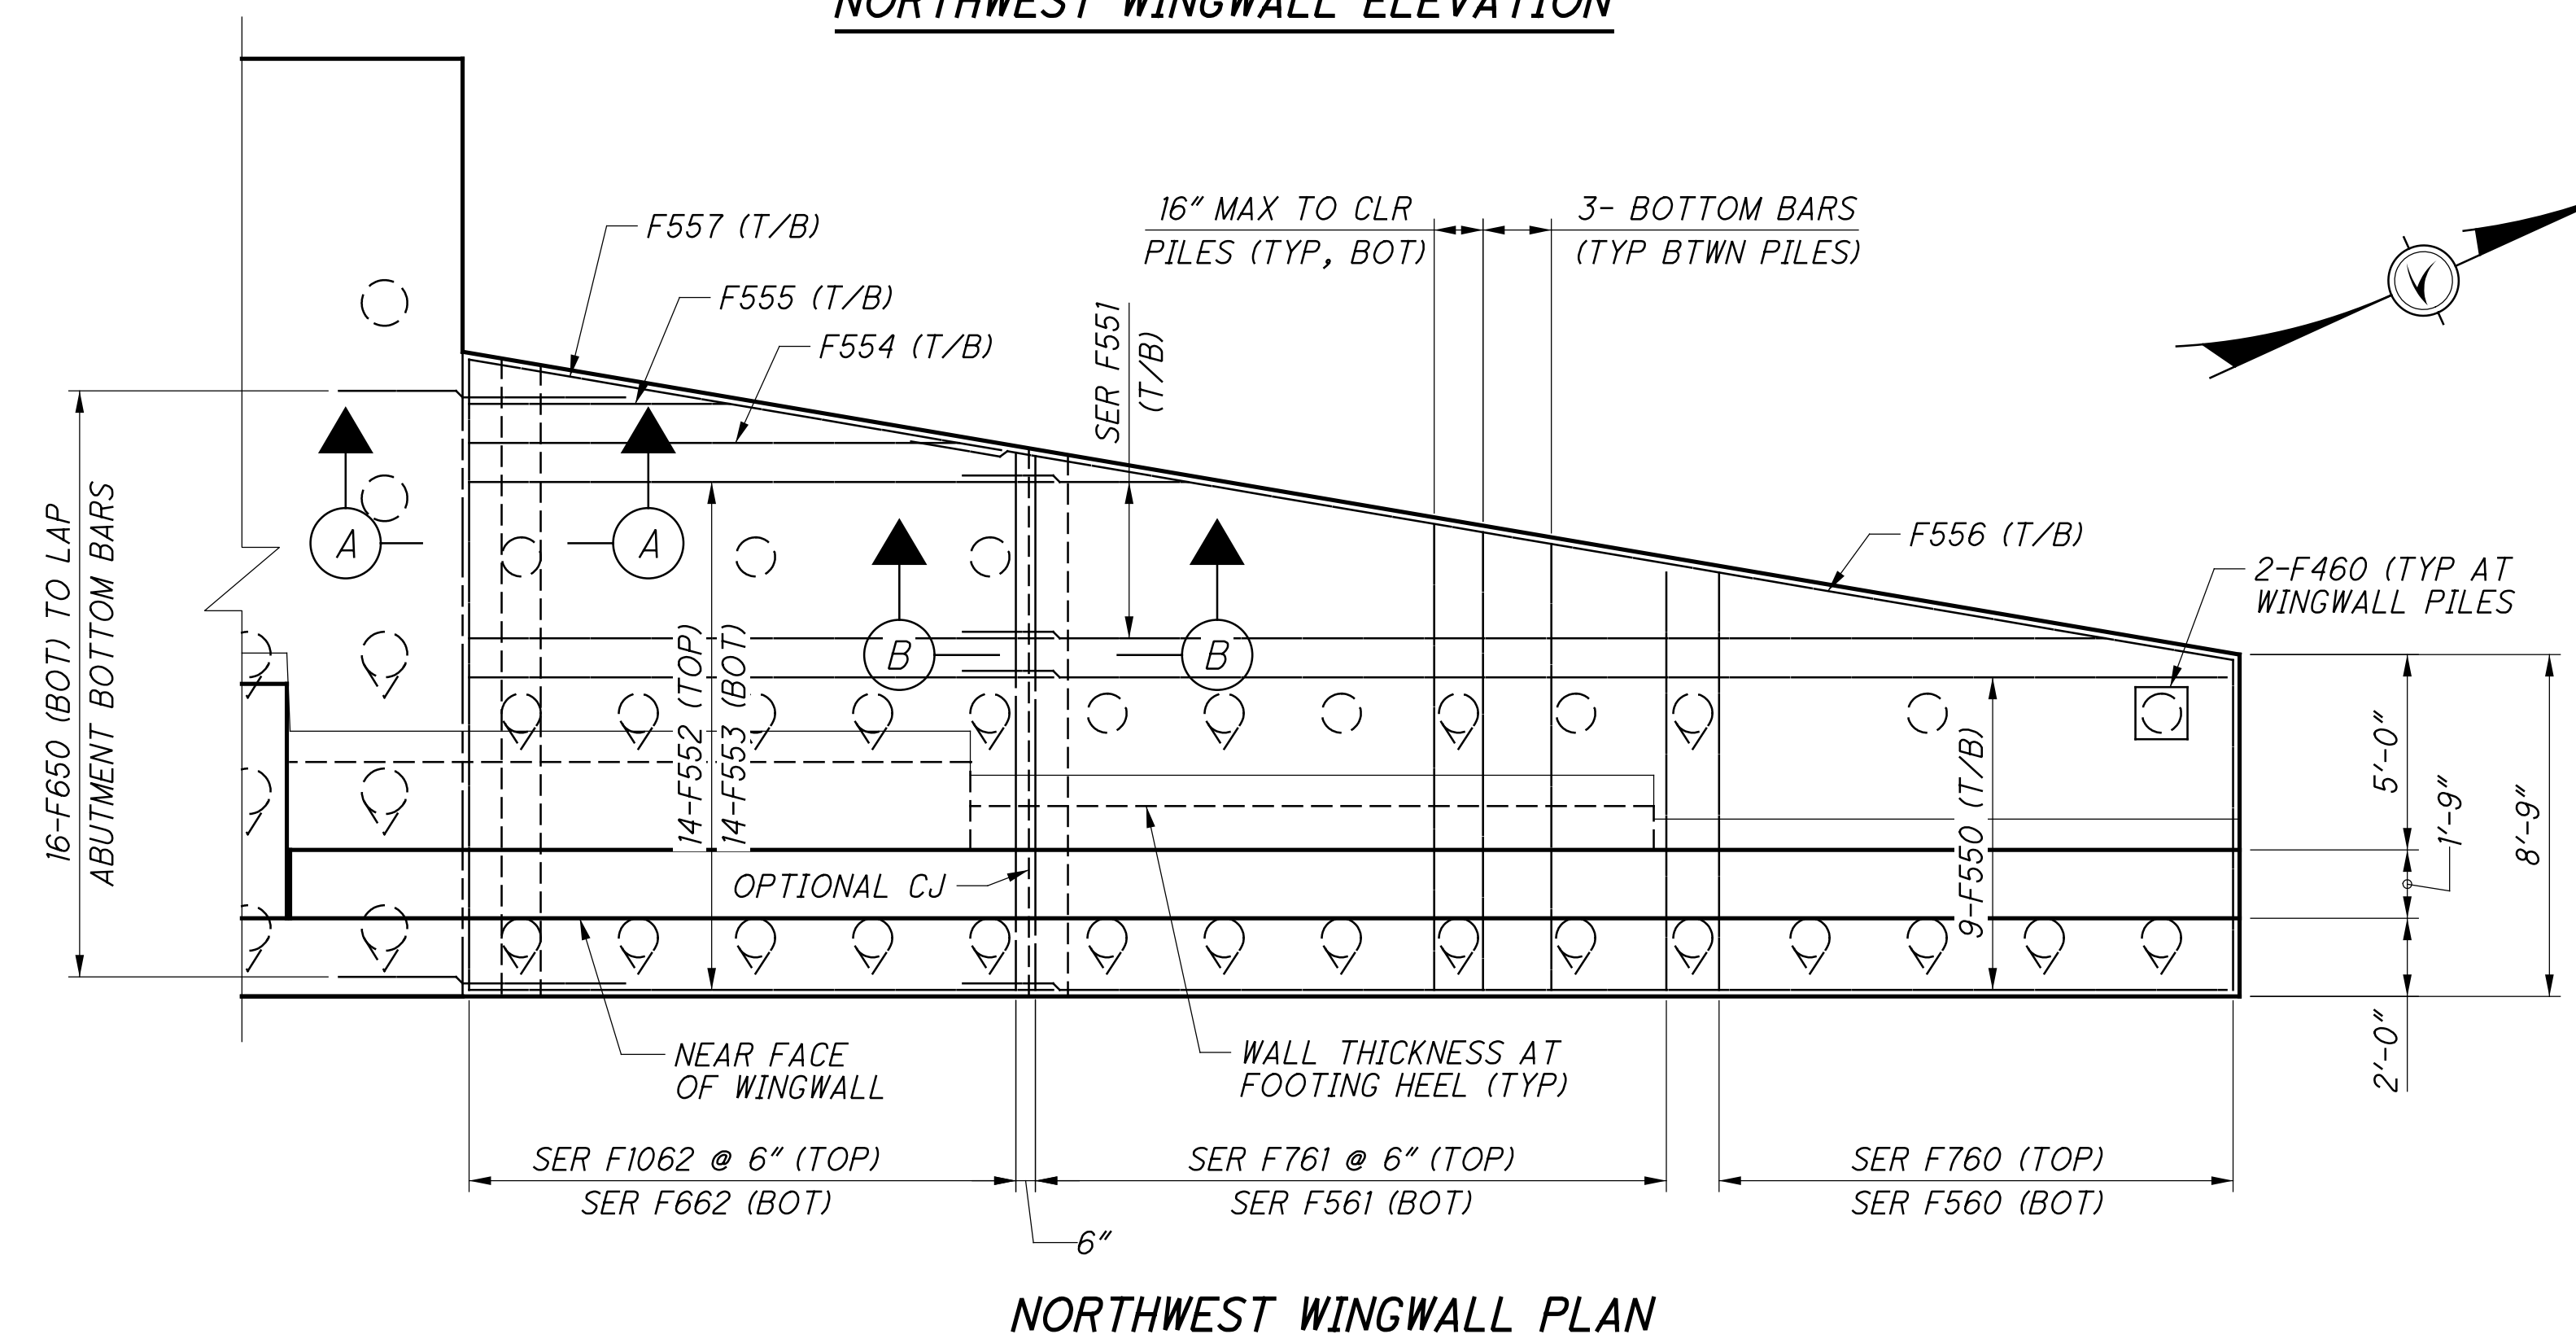 NORTHWEST WINGWALL ELEVATION
16" MAX TO CLR
PILES (TYP, BOT)
3- BOTTOM BARS
(TYP BTWN PILES)
F557 (T/B)
F555 (T/B)
F554 (T/B)
SER F551
(T/B)
F556 (T/B)
2-F460 (TYP AT
WINGWALL PILES
16-F650 (BOT) TO LAP
ABUTMENT BOTTOM BARS
A
A
B
B
14-F552 (TOP)
14-F553 (BOT)
9-F550 (T/B)
5'-0"
1'-9"
8'-9"
2'-0"
OPTIONAL CJ
NEAR FACE
OF WINGWALL
WALL THICKNESS AT
FOOTING HEEL (TYP)
SER F1062 @ 6" (TOP)
SER F662 (BOT)
SER F761 @ 6" (TOP)
SER F561 (BOT)
SER F760 (TOP)
SER F560 (BOT)
6"
NORTHWEST WINGWALL PLAN